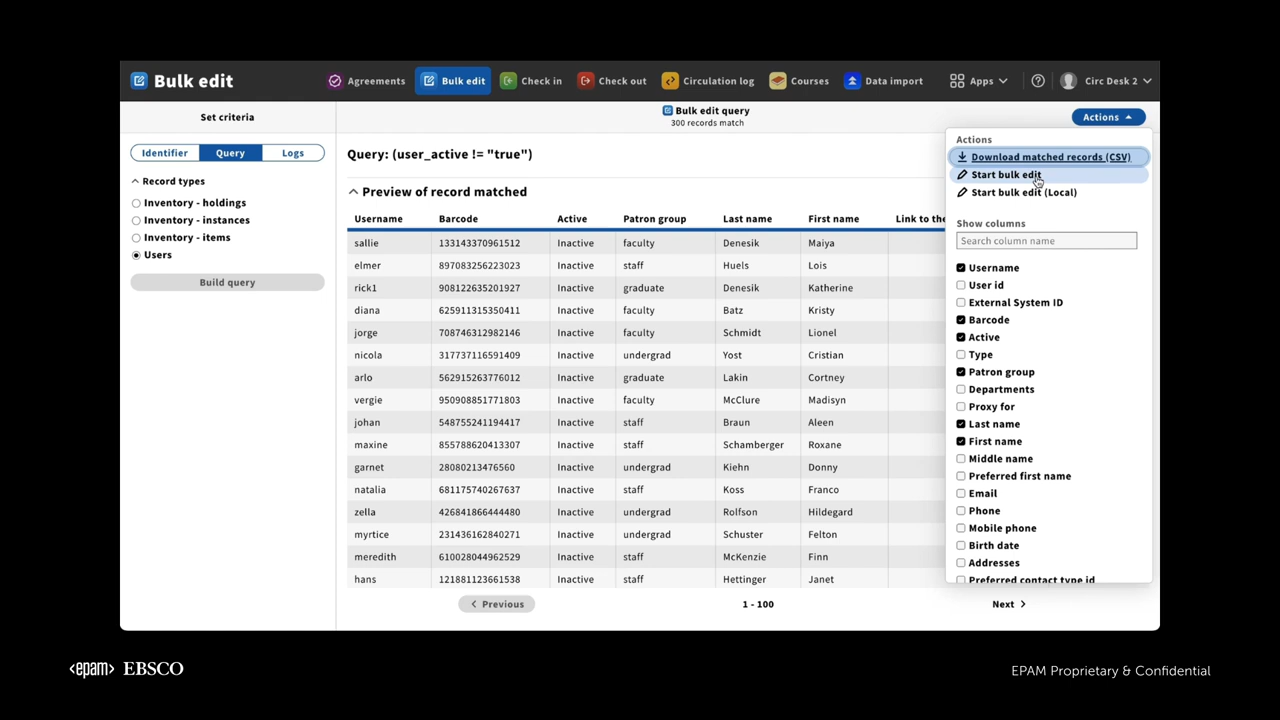 Bulk edit
Agreements
Bulk edit
Check in
Check out
Circulation log
Courses
Data import
Apps
Circ Desk 2
Set criteria
Bulk edit query
300 records match
Actions
Identifier
Query
Logs
Record types
Inventory - holdings
Inventory - instances
Inventory - items
Users
Build query
Query: (user_active != "true")
Preview of record matched
Username Barcode Active Patron group Last name First name Link to the
sallie 133143370961512 Inactive faculty Denesik Maiya
elmer 897083256223023 Inactive staff Huels Lois
rick1 908122635201927 Inactive graduate Denesik Katherine
diana 625911315350411 Inactive faculty Batz Kristy
jorge 708746312982146 Inactive faculty Schmidt Lionel
nicola 317737116591409 Inactive undergrad Yost Cristian
arlo 562915263776012 Inactive graduate Lakin Cortney
vergie 950908851771803 Inactive faculty McClure Madisyn
johan 548755241194417 Inactive staff Braun Aleen
maxine 855788620413307 Inactive staff Schamberger Roxane
garnet 28080213476560 Inactive undergrad Kiehn Donny
natalia 681175740267637 Inactive staff Koss Franco
zella 426841866444480 Inactive undergrad Rolfson Hildegard
myrtice 231436162840271 Inactive undergrad Schuster Felton
meredith 610028044962529 Inactive staff McKenzie Finn
hans 121881123661538 Inactive staff Hettinger Janet
Previous
1 - 100
Next
Actions
Download matched records (CSV)
Start bulk edit
Start bulk edit (Local)
Show columns
Search column name
Username
User id
External System ID
Barcode
Active
Type
Patron group
Departments
Proxy for
Last name
First name
Middle name
Preferred first name
Email
Phone
Mobile phone
Birth date
Addresses
Preferred contact type id
<epam> EBSCO
EPAM Proprietary & Confidential